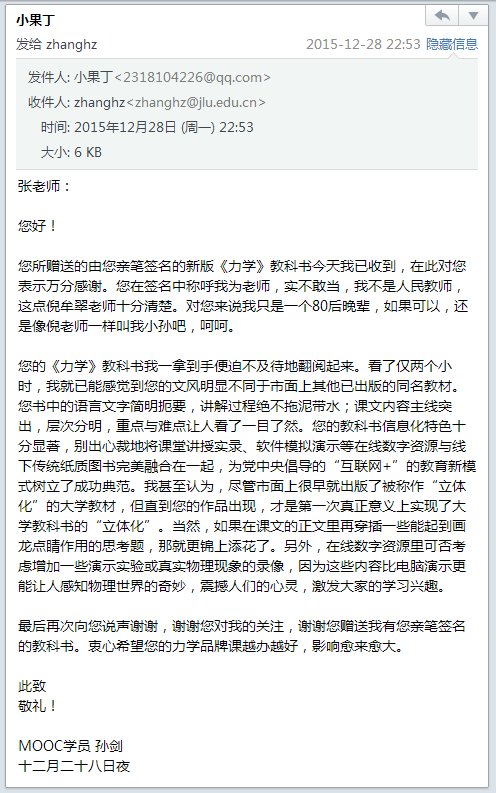 小果丁
发给 zhanghz 2015-12-28 22:53 隐藏信息
发件人: 小果丁<2318104226@qq.com>
收件人: zhanghz<zhanghz@jlu.edu.cn>
时间: 2015年12月28日 (周一) 22:53
大小: 6 KB
张老师：
您好！
您所赠送的由您亲笔签名的新版《力学》教科书今天我已收到，在此对您
表示万分感谢。您在签名中称呼我为老师，实不敢当，我不是人民教师，
这点倪牟翠老师十分清楚。对您来说我只是一个80后晚辈，如果可以，还
是像倪老师一样叫我小孙吧，呵呵。
您的《力学》教科书我一拿到手便迫不及待地翻阅起来。看了仅两个小
时，我就已能感觉到您的文风明显不同于市面上其他已出版的同名教材。
您书中的语言文字简明扼要，讲解过程绝不拖泥带水；课文内容主线突
出，层次分明，重点与难点让人看了一目了然。您的教科书信息化特色十
分显著，别出心裁地将课堂讲授实录、软件模拟演示等在线数字资源与线
下传统纸质图书完美融合在一起，为党中央倡导的“互联网+”的教育新模
式树立了成功典范。我甚至认为，尽管市面上很早就出版了被称作“立体
化”的大学教材，但直到您的作品出现，才是第一次真正意义上实现了大
学教科书的“立体化”。当然，如果在课文的正文里再穿插一些能起到画
龙点睛作用的思考题，那就更锦上添花了。另外，在线数字资源里可否考
虑增加一些演示实验或真实物理现象的录像，因为这些内容比电脑演示更
能让人感知物理世界的奇妙，震撼人们的心灵，激发大家的学习兴趣。
最后再次向您说声谢谢，谢谢您对我的关注，谢谢您赠送我有您亲笔签名
的教科书。衷心希望您的力学品牌课越办越好，影响愈来愈大。
此致
敬礼！
MOOC学员 孙剑
十二月二十八日夜